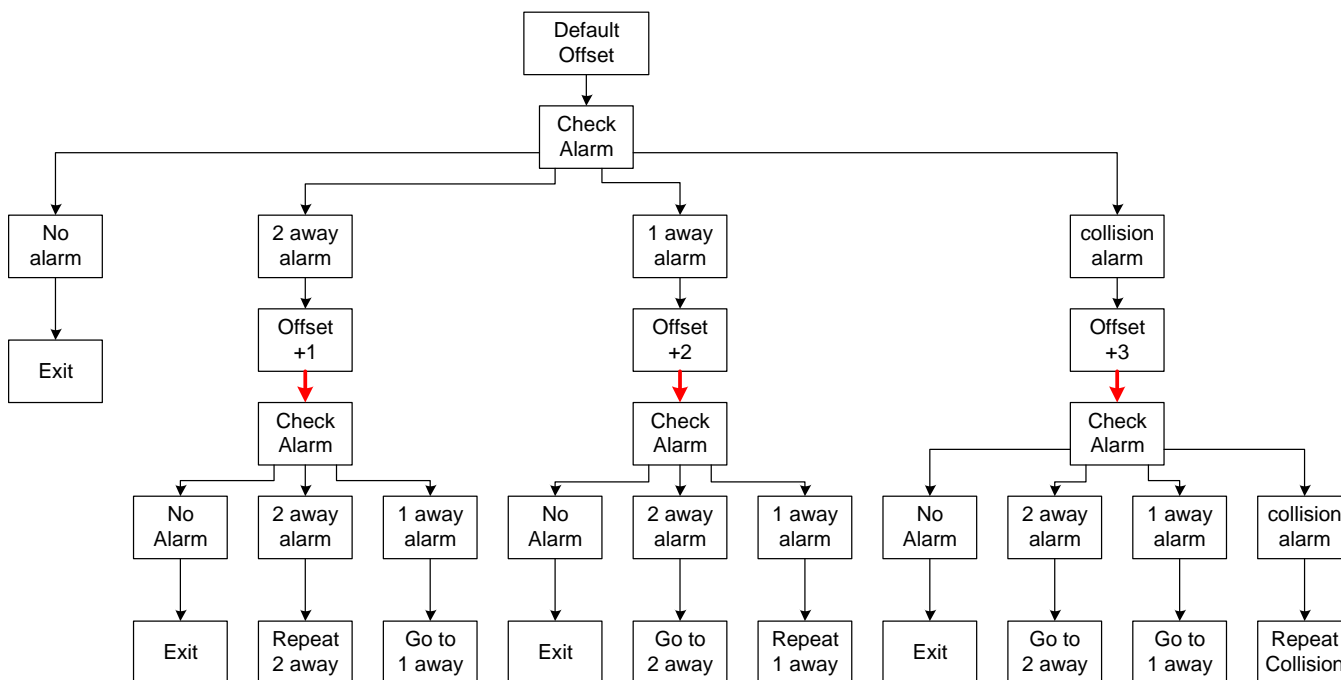 Default
Offset
Check
Alarm
No
alarm
2 away
alarm
1 away
alarm
collision
alarm
Exit
Offset
+1
Offset
+2
Offset
+3
Check
Alarm
Check
Alarm
Check
Alarm
No
Alarm
2 away
alarm
1 away
alarm
No
Alarm
2 away
alarm
1 away
alarm
No
Alarm
2 away
alarm
1 away
alarm
collision
alarm
Exit
Repeat
2 away
Go to
1 away
Exit
Go to
2 away
Repeat
1 away
Exit
Go to
2 away
Go to
1 away
Repeat
Collision